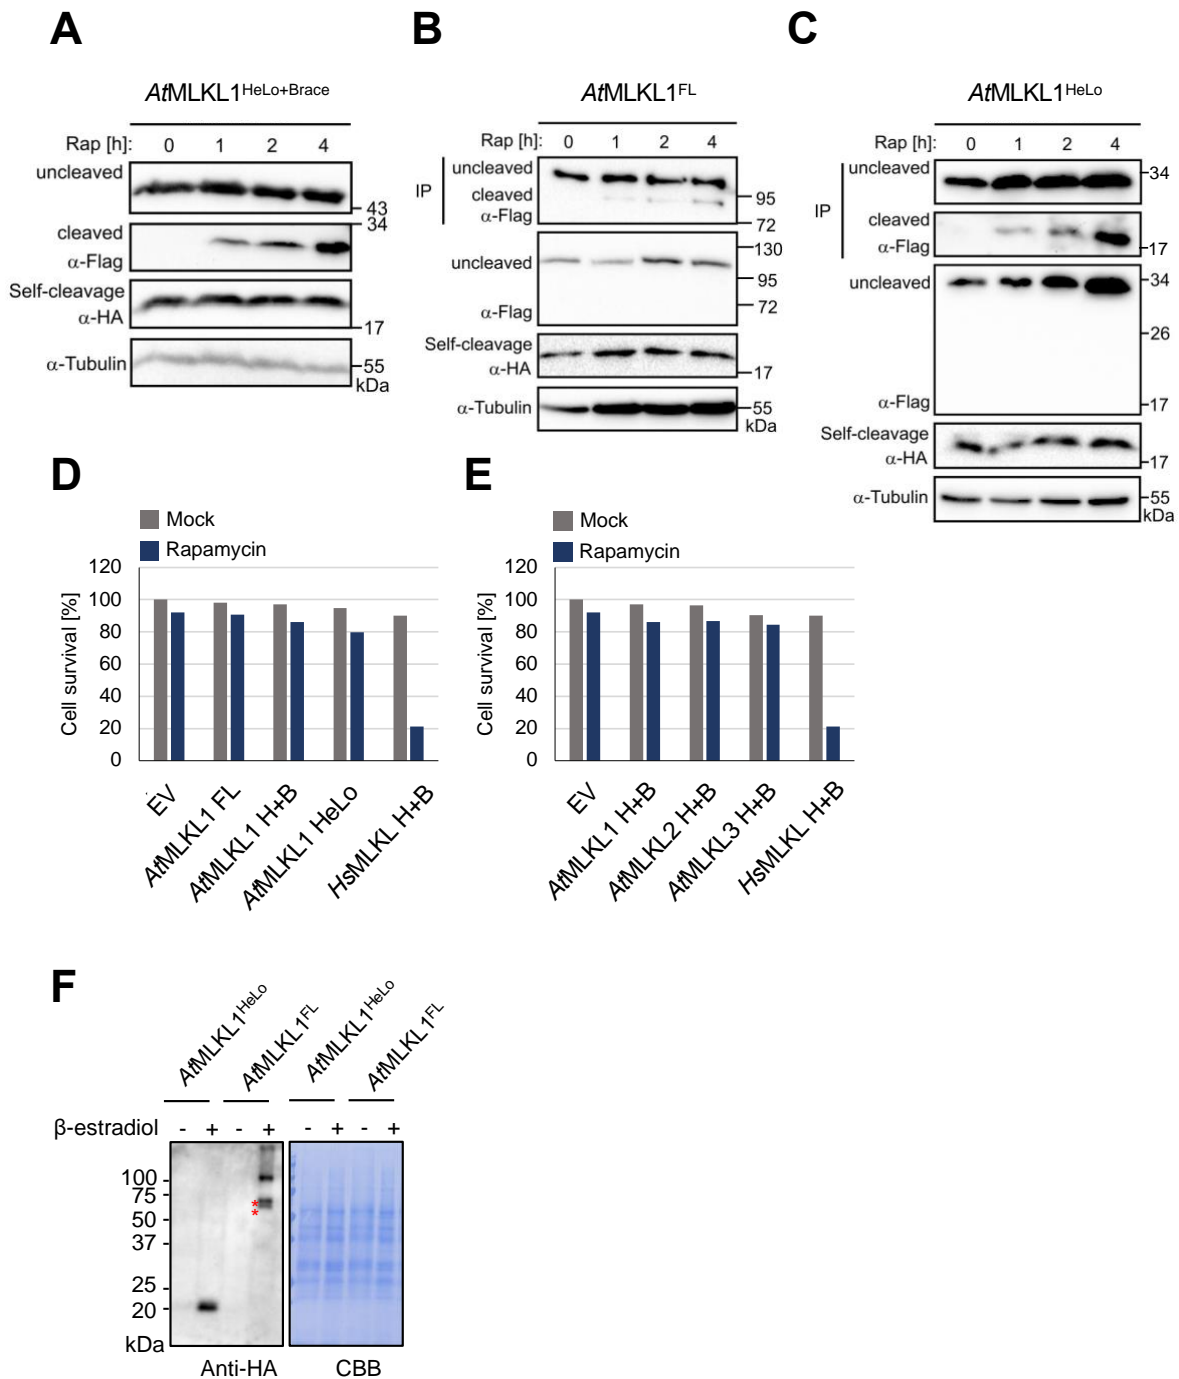 A
AtMLKL1HeLo+Brace
Rap [h]: 0 1 2 4
uncleaved
43
34
cleaved
α-Flag
Self-cleavage
α-HA
17
α-Tubulin
55
kDa
B
AtMLKL1FL
Rap [h]: 0 1 2 4
IP
uncleaved
cleaved
α-Flag
95
72
130
uncleaved
95
72
α-Flag
Self-cleavage
α-HA
17
α-Tubulin
55
kDa
C
AtMLKL1HeLo
Rap [h]: 0 1 2 4
IP
uncleaved
34
cleaved
α-Flag
17
uncleaved
34
26
α-Flag
17
Self-cleavage
α-HA
17
α-Tubulin
55
kDa
D
Mock
Rapamycin
Cell survival [%]
120
100
80
60
40
20
0
EV
AtMLKL1 FL
AtMLKL1 H+B
AtMLKL1 HeLo
HsMLKL H+B
E
Mock
Rapamycin
Cell survival [%]
120
100
80
60
40
20
0
EV
AtMLKL1 H+B
AtMLKL2 H+B
AtMLKL3 H+B
HsMLKL H+B
F
AtMLKL1HeLo
AtMLKL1FL
AtMLKL1HeLo
AtMLKL1FL
β-estradiol - + - + - + - +
100
75
*
*
50
37
25
20
kDa
Anti-HA
CBB